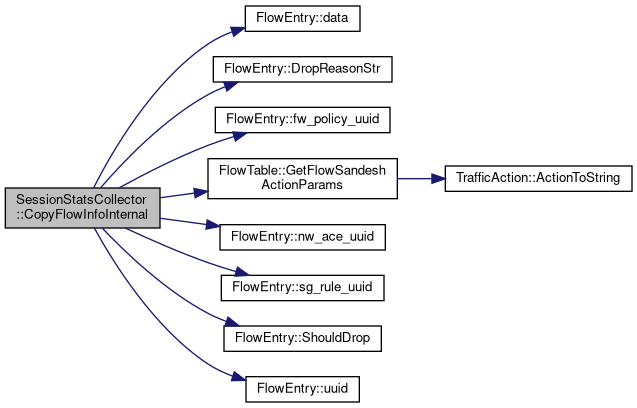 FlowEntry::data
FlowEntry::DropReasonStr
FlowEntry::fw_policy_uuid
FlowTable::GetFlowSandesh
ActionParams
TrafficAction::ActionToString
SessionStatsCollector
::CopyFlowInfoInternal
FlowEntry::nw_ace_uuid
FlowEntry::sg_rule_uuid
FlowEntry::ShouldDrop
FlowEntry::uuid